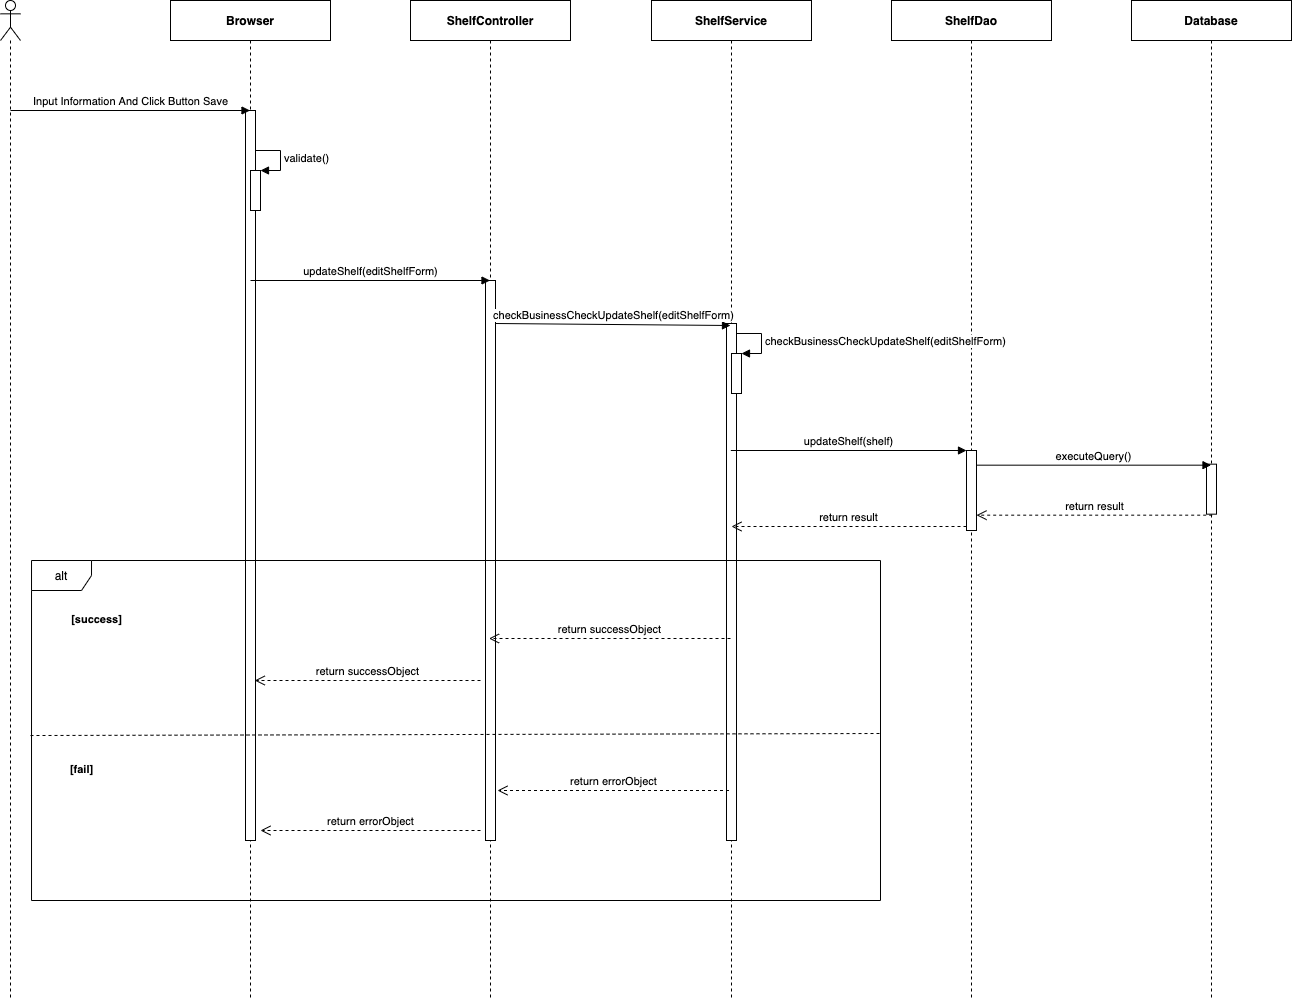 Browser
ShelfController
ShelfService
ShelfDao
Database
Input Information And Click Button Save
validate()
updateShelf(editShelfForm)
checkBusinessCheckUpdateShelf(editShelfForm)
checkBusinessCheckUpdateShelf(editShelfForm)
updateShelf(shelf)
executeQuery()
return result
return result
alt
[success]
return successObject
return successObject
[fail]
return errorObject
return errorObject